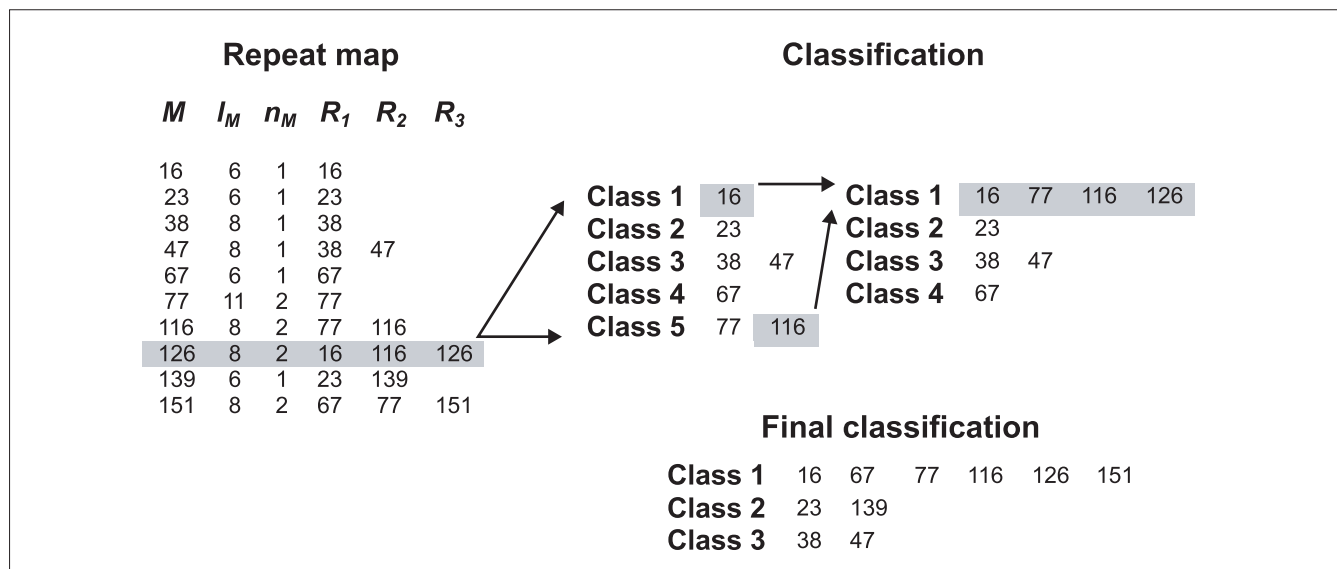 Repeat map
M l_M n_M R_1 R_2 R_3
16 6 1 16
23 6 1 23
38 8 1 38
47 8 1 38 47
67 6 1 67
77 11 2 77
116 8 2 77 116
126 8 2 16 116 126
139 6 1 23 139
151 8 2 67 77 151
Classification
Class 1 16
Class 2 23
Class 3 38 47
Class 4 67
Class 5 77 116
Class 1 16 77 116 126
Class 2 23
Class 3 38 47
Class 4 67
Final classification
Class 1 16 67 77 116 126 151
Class 2 23 139
Class 3 38 47